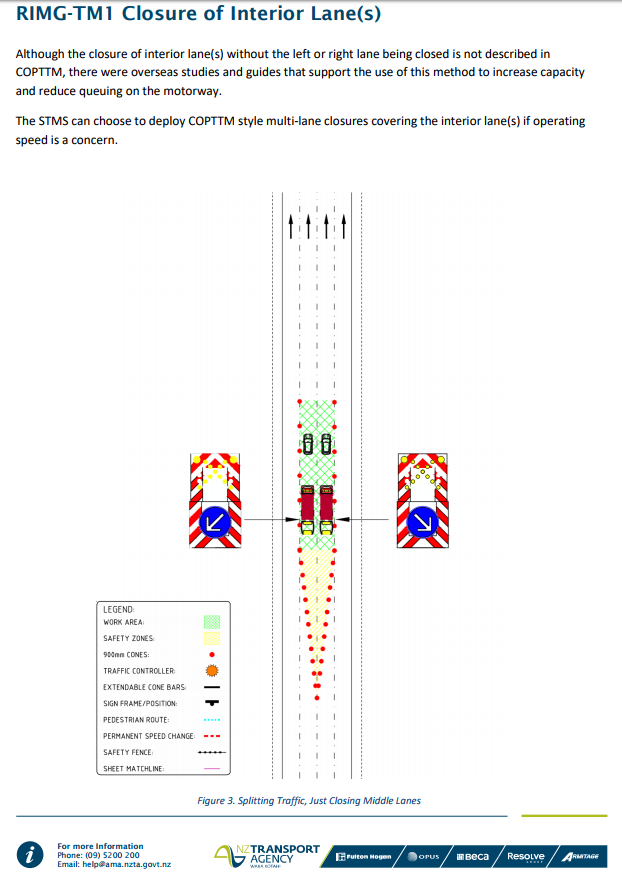 RIMG-TM1 Closure of Interior Lane(s)
Although the closure of interior lane(s) without the left or right lane being closed is not described in
COPTTM, there were overseas studies and guides that support the use of this method to increase capacity
and reduce queuing on the motorway.
The STMS can choose to deploy COPTTM style multi-lane closures covering the interior lane(s) if operating
speed is a concern.
LEGEND:
WORK AREA:
SAFETY ZONES:
900mm CONES:
TRAFFIC CONTROLLER:
EXTENDABLE CONE BARS:
SIGN FRAME/POSITION:
PEDESTRIAN ROUTE:
PERMANENT SPEED CHANGE:
SAFETY FENCE:
SHEET MATCHLINE:
Figure 3. Splitting Traffic, Just Closing Middle Lanes
i
For more Information
Phone: (09) 5200 200
Email: help@ama.nzta.govt.nz
NZ TRANSPORT
AGENCY
WAKA KOTAHI
Fulton Hogan
OPUS
Beca
Resolve
GROUP
ARMITAGE